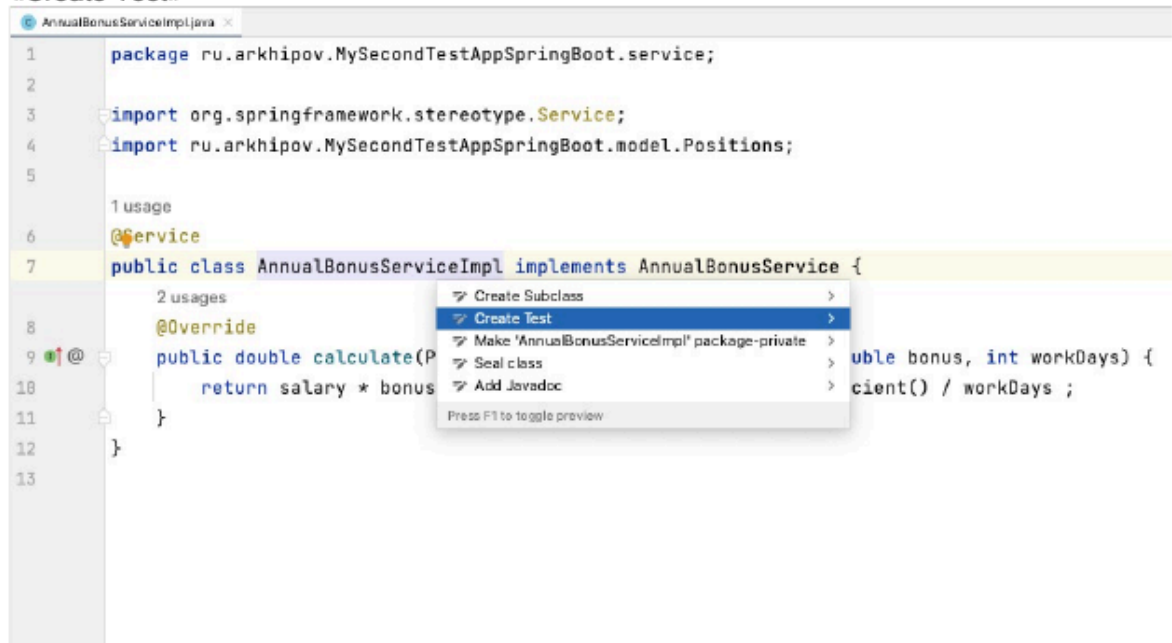 AnnualBonusServiceImpl.java
1 package ru.arkhipov.MySecondTestAppSpringBoot.service;
2
3 import org.springframework.stereotype.Service;
4 import ru.arkhipov.MySecondTestAppSpringBoot.model.Positions;
5
1 usage
6 @Service
7 public class AnnualBonusServiceImpl implements AnnualBonusService {
2 usages
8 @Override
9 @ public double calculate(P uble bonus, int workDays) {
10 return salary * bonus cient() / workDays ;
11 }
12 }
13
Create Subclass
Create Test
Make 'AnnualBonusServiceImpl' package-private
Seal class
Add Javadoc
Press F1 to toggle preview